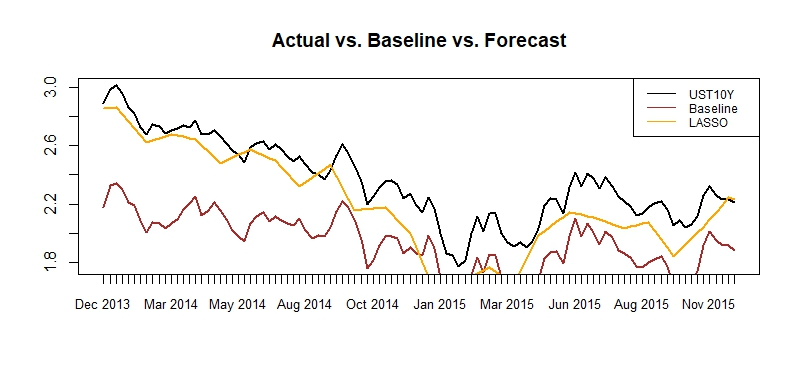 Actual vs. Baseline vs. Forecast
3.0
2.6
2.2
1.8
UST10Y
Baseline
LASSO
Dec 2013 Mar 2014 May 2014 Aug 2014 Oct 2014 Jan 2015 Mar 2015 Jun 2015 Aug 2015 Nov 2015